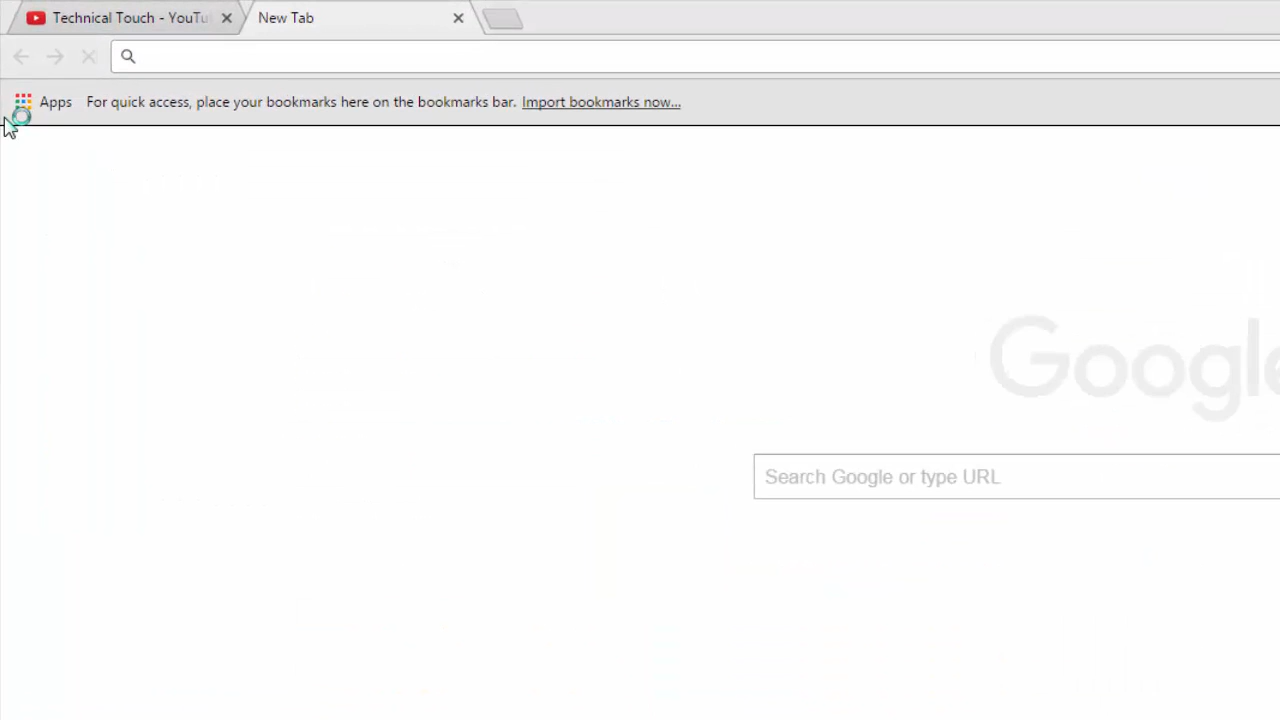 Technical Touch - YouTu
New Tab
Apps For quick access, place your bookmarks here on the bookmarks bar. Import bookmarks now...
Google
Search Google or type URL